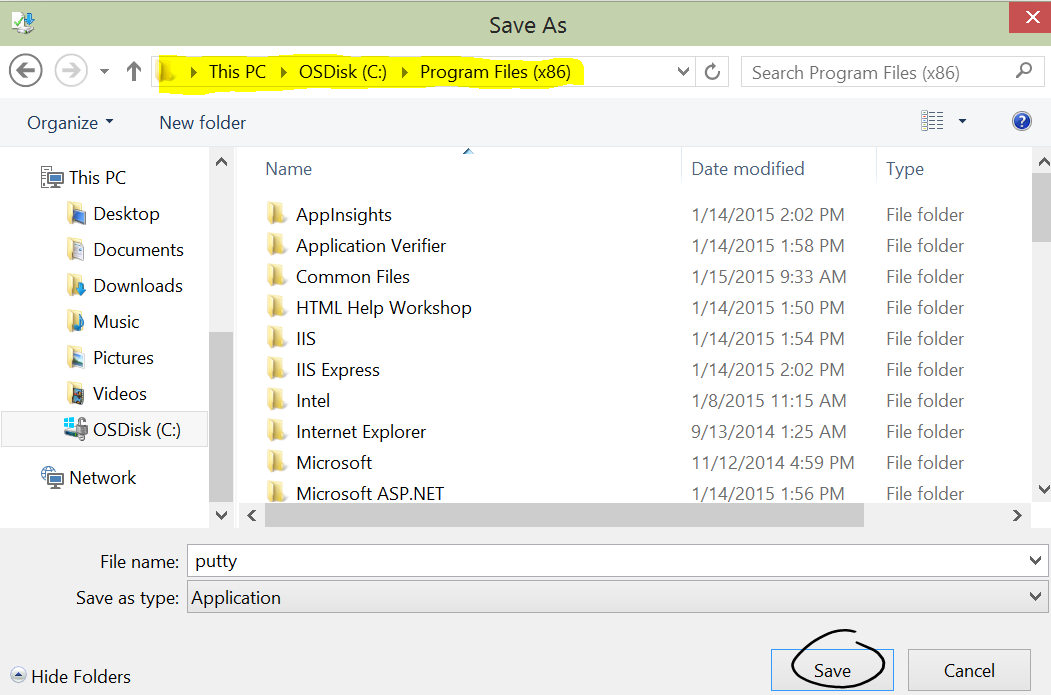 Save As
This PC OSDisk (C:) Program Files (x86) Search Program Files (x86)
Organize New folder
Name Date modified Type
This PC
Desktop
Documents
Downloads
Music
Pictures
Videos
OSDisk (C:)
Network
AppInsights 1/14/2015 2:02 PM File folder
Application Verifier 1/14/2015 1:58 PM File folder
Common Files 1/15/2015 9:33 AM File folder
HTML Help Workshop 1/14/2015 1:50 PM File folder
IIS 1/14/2015 1:54 PM File folder
IIS Express 1/14/2015 2:02 PM File folder
Intel 1/8/2015 11:15 AM File folder
Internet Explorer 9/13/2014 1:25 AM File folder
Microsoft 11/12/2014 4:59 PM File folder
Microsoft ASP.NET 1/14/2015 1:56 PM File folder
File name: putty
Save as type: Application
Hide Folders Save Cancel